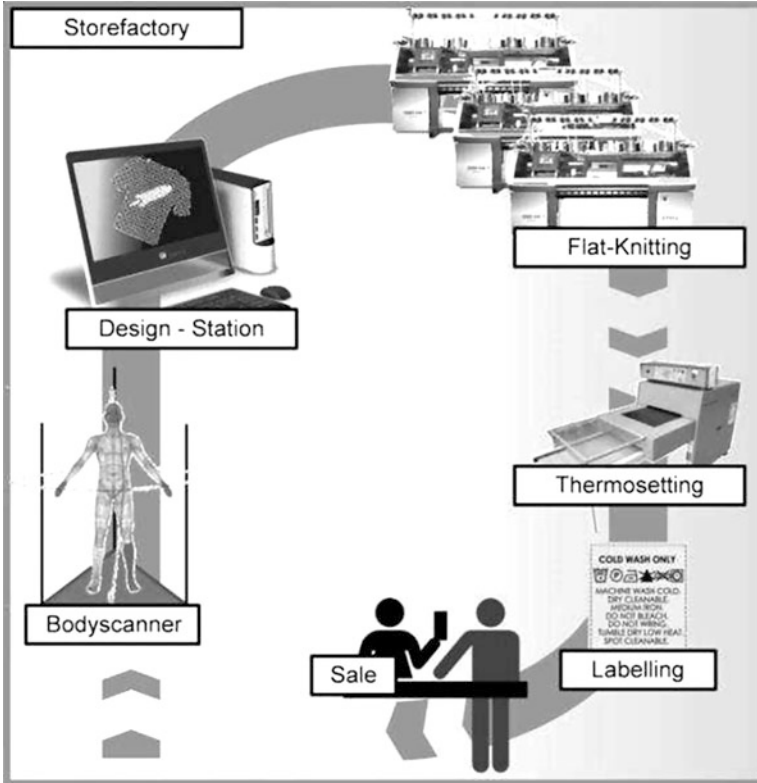 Storefactory
Flat-Knitting
Design - Station
Thermosetting
COLD WASH ONLY
P
MACHINE WASH COLD.
DRY CLEANABLE.
MEDIUM IRON.
DO NOT BLEACH.
DO NOT WRING.
TUMBLE DRY LOW HEAT.
SPOT CLEANABLE.
Bodyscanner
Sale
Labelling